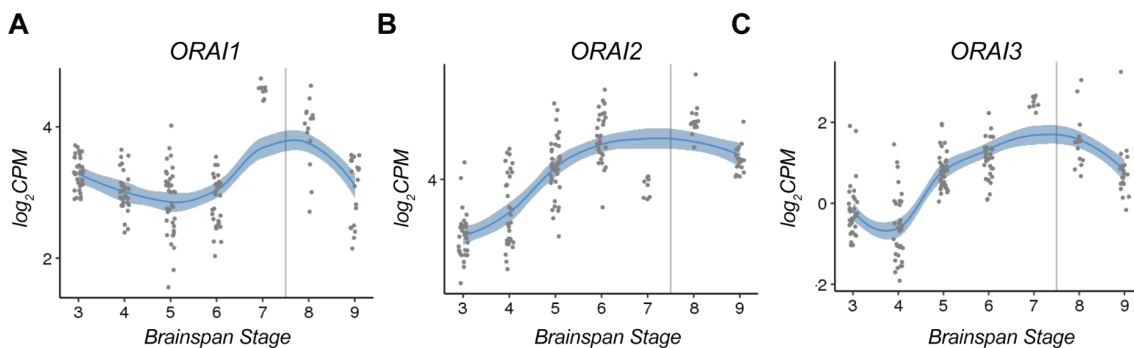 A
B
C
ORAI1
ORAI2
ORAI3
log2CPM
4
2
3 4 5 6 7 8 9
Brainspan Stage
log2CPM
4
3 4 5 6 7 8 9
Brainspan Stage
log2CPM
2
0
-2
3 4 5 6 7 8 9
Brainspan Stage